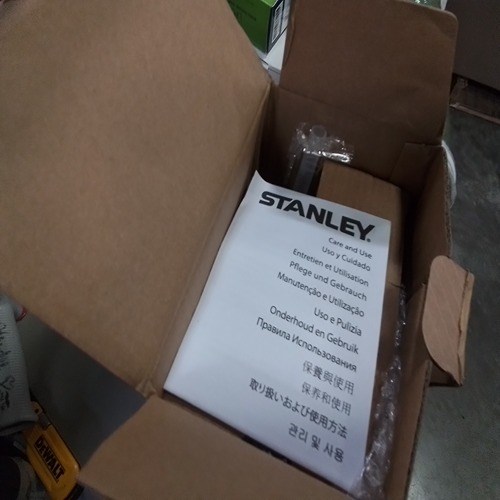 STANLEY
Care and Use
Uso y Cuidado
Entretien et Utilisation
Pflege und Gebrauch
Manutenção e Utilização
Uso e Pulizia
Onderhoud en Gebruik
Правила Использования
保養與使用
保养和使用
取り扱いおよび使用方法
관리 및 사용
DEWALT